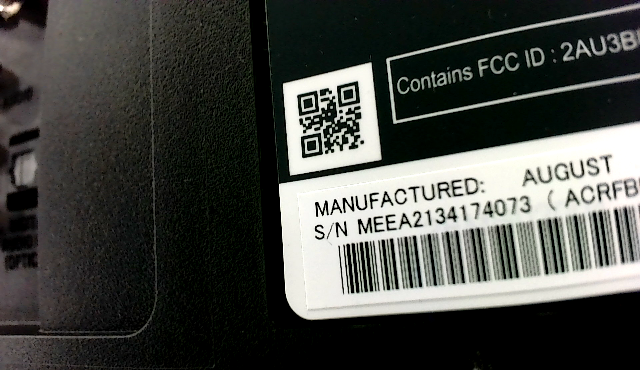 Contains FCC ID : 2AU3B
MANUFACTURED: AUGUST
S/N MEEA2134174073 ( ACRFB